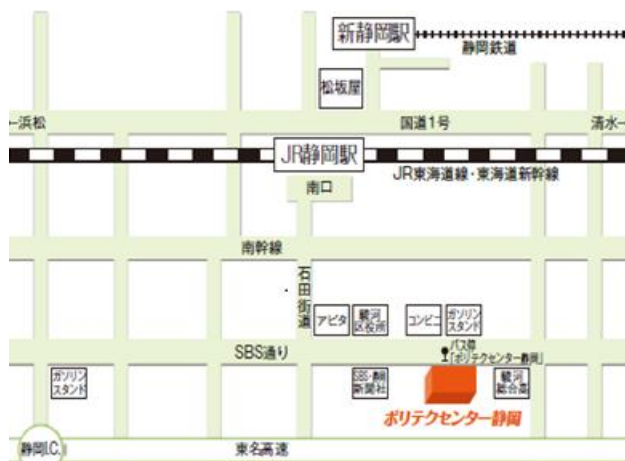 新静岡駅
静岡鉄道
松坂屋
←浜松
国道1号
清水→
JR静岡駅
JR東海道線・東海道新幹線
南口
南幹線
石田街道
アピタ
駿河
区役所
コンビニ
ガソリン
スタンド
バス停
「ポリテクセンター静岡」
SBS通り
ガソリン
スタンド
SBS・静岡
新聞社
駿河
総合高
ポリテクセンター静岡
静岡I.C.
東名高速